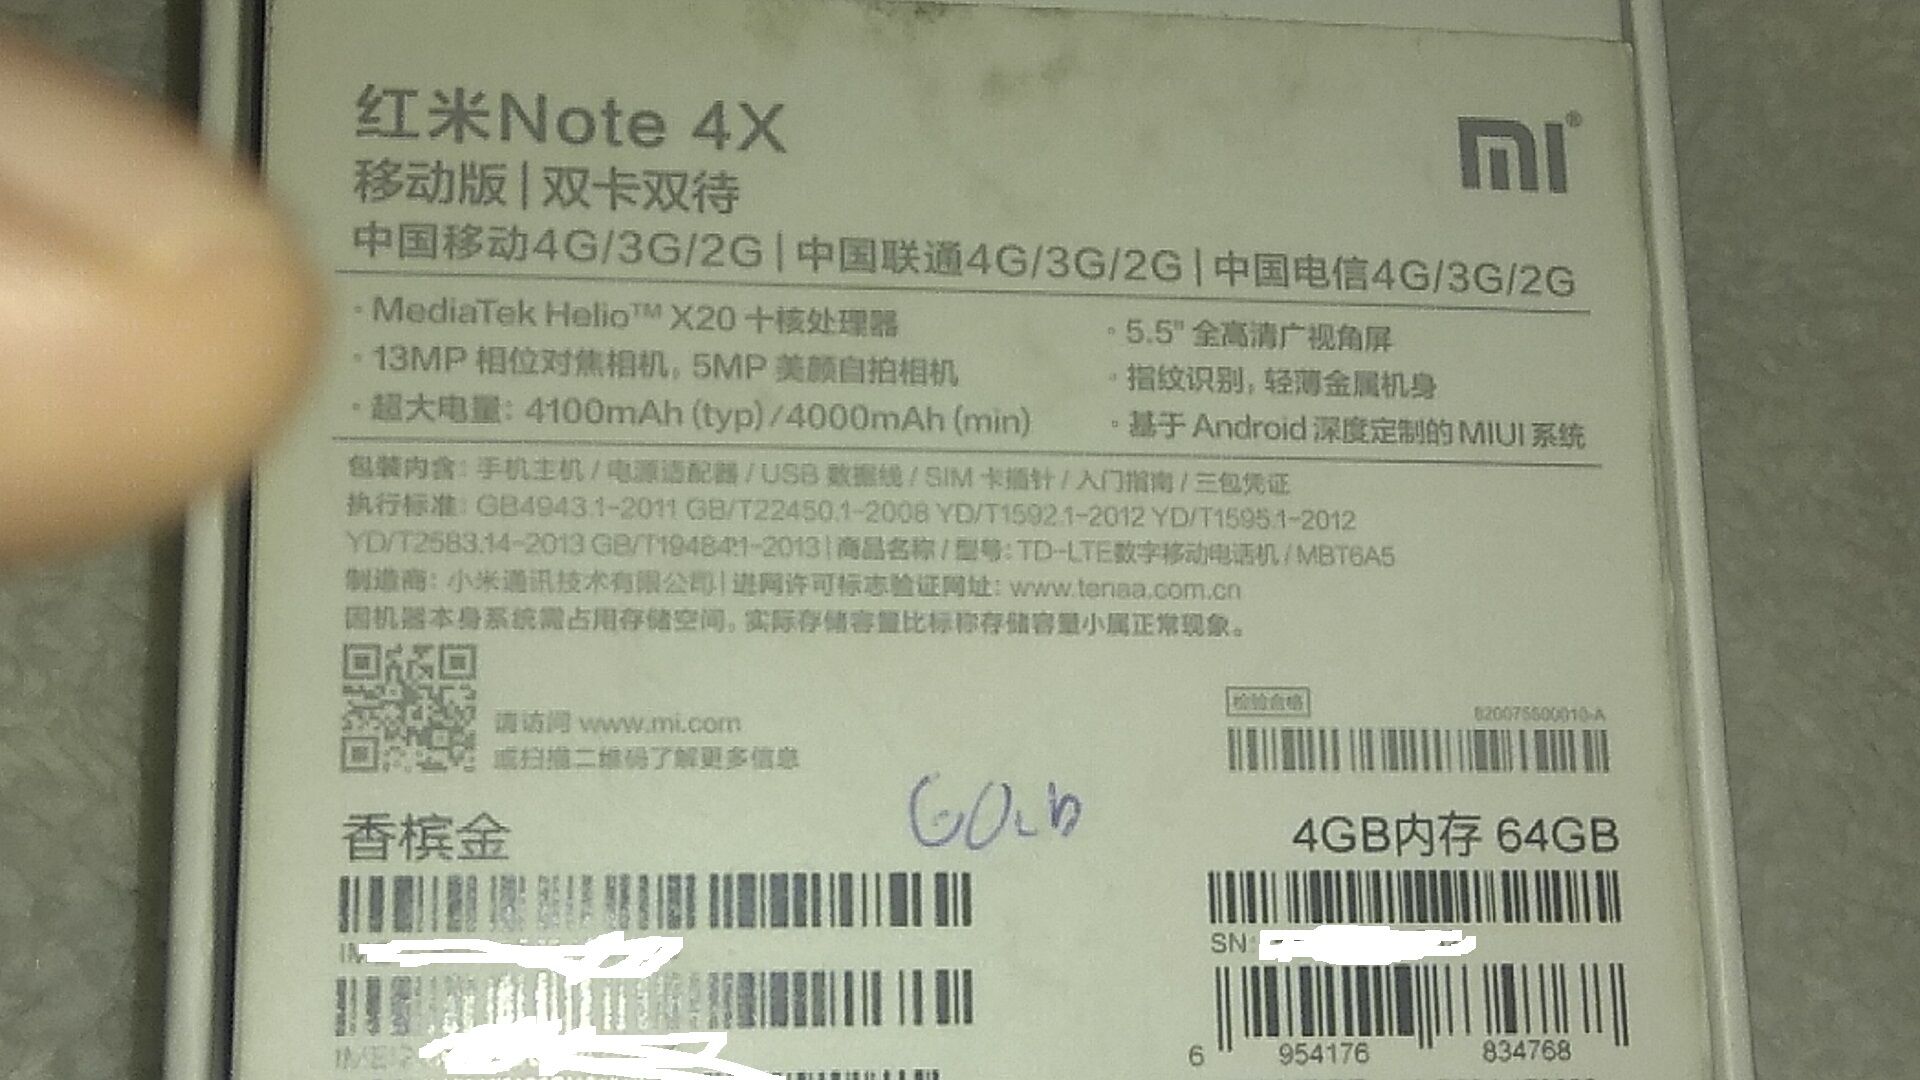 红米Note 4X
mi®
移动版 | 双卡双待
中国移动4G/3G/2G | 中国联通4G/3G/2G | 中国电信4G/3G/2G
· MediaTek Helio™ X20 十核处理器
· 13MP 相位对焦相机, 5MP 美颜自拍相机
· 超大电量: 4100mAh (typ) / 4000mAh (min)
· 5.5" 全高清广视角屏
· 指纹识别, 轻薄金属机身
· 基于 Android 深度定制的 MIUI 系统
包装内含: 手机主机 / 电源适配器 / USB 数据线 / SIM 卡插针 / 入门指南 / 三包凭证
执行标准: GB4943.1-2011 GB/T22450.1-2008 YD/T1592.1-2012 YD/T1595.1-2012
YD/T2583.14-2013 GB/T19484.1-2013 | 商品名称 / 型号: TD-LTE数字移动电话机 / MBT6A5
制造商: 小米通讯技术有限公司 | 进网许可标志验证网址: www.tenaa.com.cn
因机器本身系统需占用存储空间, 实际存储容量比标称存储容量小属正常现象。
请访问 www.mi.com
或扫描二维码了解更多信息
检验合格
820075500010-A
香槟金
GOLD
4GB内存 64GB
SN:
IMEI2
6 954176 834768